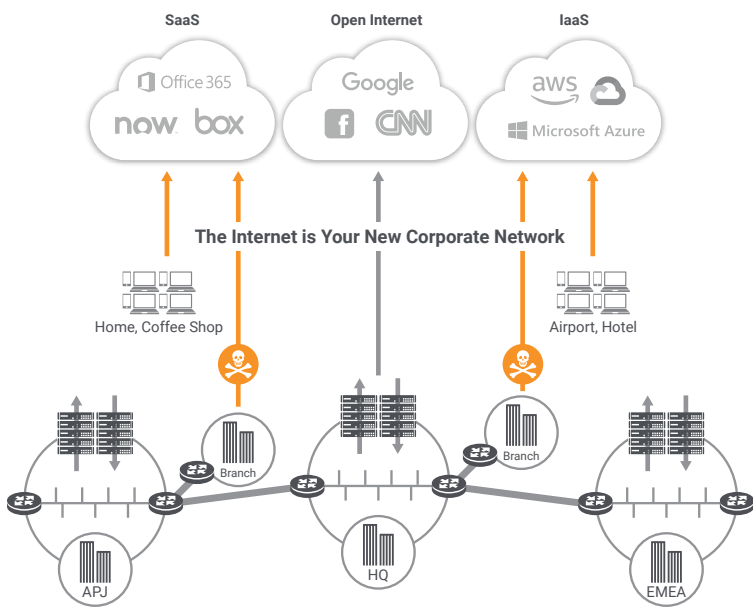 SaaS
Open Internet
IaaS
Office 365
now
box
Google
f
CNN
aws
Microsoft Azure
The Internet is Your New Corporate Network
Home, Coffee Shop
Airport, Hotel
Branch
Branch
APJ
HQ
EMEA